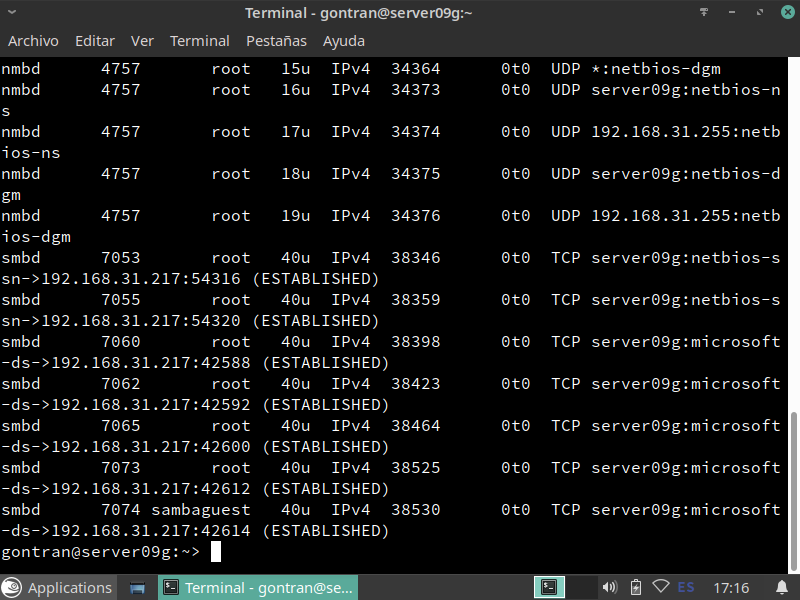 Terminal - gontran@server09g:~
Archivo Editar Ver Terminal Pestañas Ayuda
nmbd      4757       root   15u  IPv4  34364      0t0  UDP *:netbios-dgm
nmbd      4757       root   16u  IPv4  34373      0t0  UDP server09g:netbios-n
s
nmbd      4757       root   17u  IPv4  34374      0t0  UDP 192.168.31.255:netb
ios-ns
nmbd      4757       root   18u  IPv4  34375      0t0  UDP server09g:netbios-d
gm
nmbd      4757       root   19u  IPv4  34376      0t0  UDP 192.168.31.255:netb
ios-dgm
smbd      7053       root   40u  IPv4  38346      0t0  TCP server09g:netbios-s
sn->192.168.31.217:54316 (ESTABLISHED)
smbd      7055       root   40u  IPv4  38359      0t0  TCP server09g:netbios-s
sn->192.168.31.217:54320 (ESTABLISHED)
smbd      7060       root   40u  IPv4  38398      0t0  TCP server09g:microsoft
-ds->192.168.31.217:42588 (ESTABLISHED)
smbd      7062       root   40u  IPv4  38423      0t0  TCP server09g:microsoft
-ds->192.168.31.217:42592 (ESTABLISHED)
smbd      7065       root   40u  IPv4  38464      0t0  TCP server09g:microsoft
-ds->192.168.31.217:42600 (ESTABLISHED)
smbd      7073       root   40u  IPv4  38525      0t0  TCP server09g:microsoft
-ds->192.168.31.217:42612 (ESTABLISHED)
smbd      7074 sambaguest   40u  IPv4  38530      0t0  TCP server09g:microsoft
-ds->192.168.31.217:42614 (ESTABLISHED)
gontran@server09g:~>
Applications Terminal - gontran@se... ES 17:16